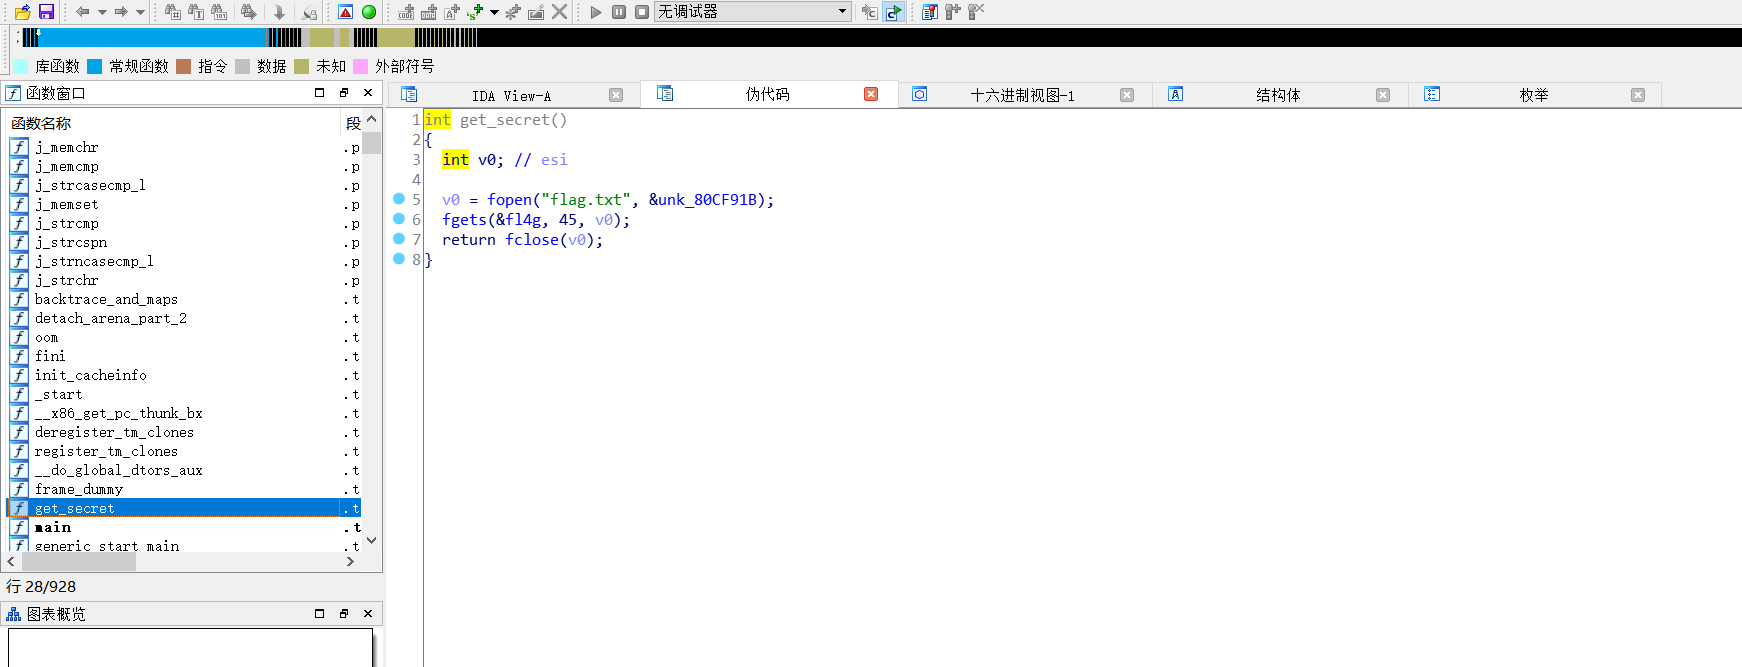 无调试器
库函数 常规函数 指令 数据 未知 外部符号
函数窗口
IDA View-A 伪代码 十六进制视图-1 结构体 枚举
函数名称 段
j_memchr .p
j_memcmp .p
j_strcasecmp_l .p
j_memset .p
j_strcmp .p
j_strcspn .p
j_strncasecmp_l .p
j_strchr .p
backtrace_and_maps .t
detach_arena_part_2 .t
oom .t
fini .t
init_cacheinfo .t
_start .t
__x86_get_pc_thunk_bx .t
deregister_tm_clones .t
register_tm_clones .t
__do_global_dtors_aux .t
frame_dummy .t
get_secret .t
main .t
generic_start_main .t
行 28/928
图表概览
1 int get_secret()
2 {
3 int v0; // esi
4
5 v0 = fopen("flag.txt", &unk_80CF91B);
6 fgets(&fl4g, 45, v0);
7 return fclose(v0);
8 }